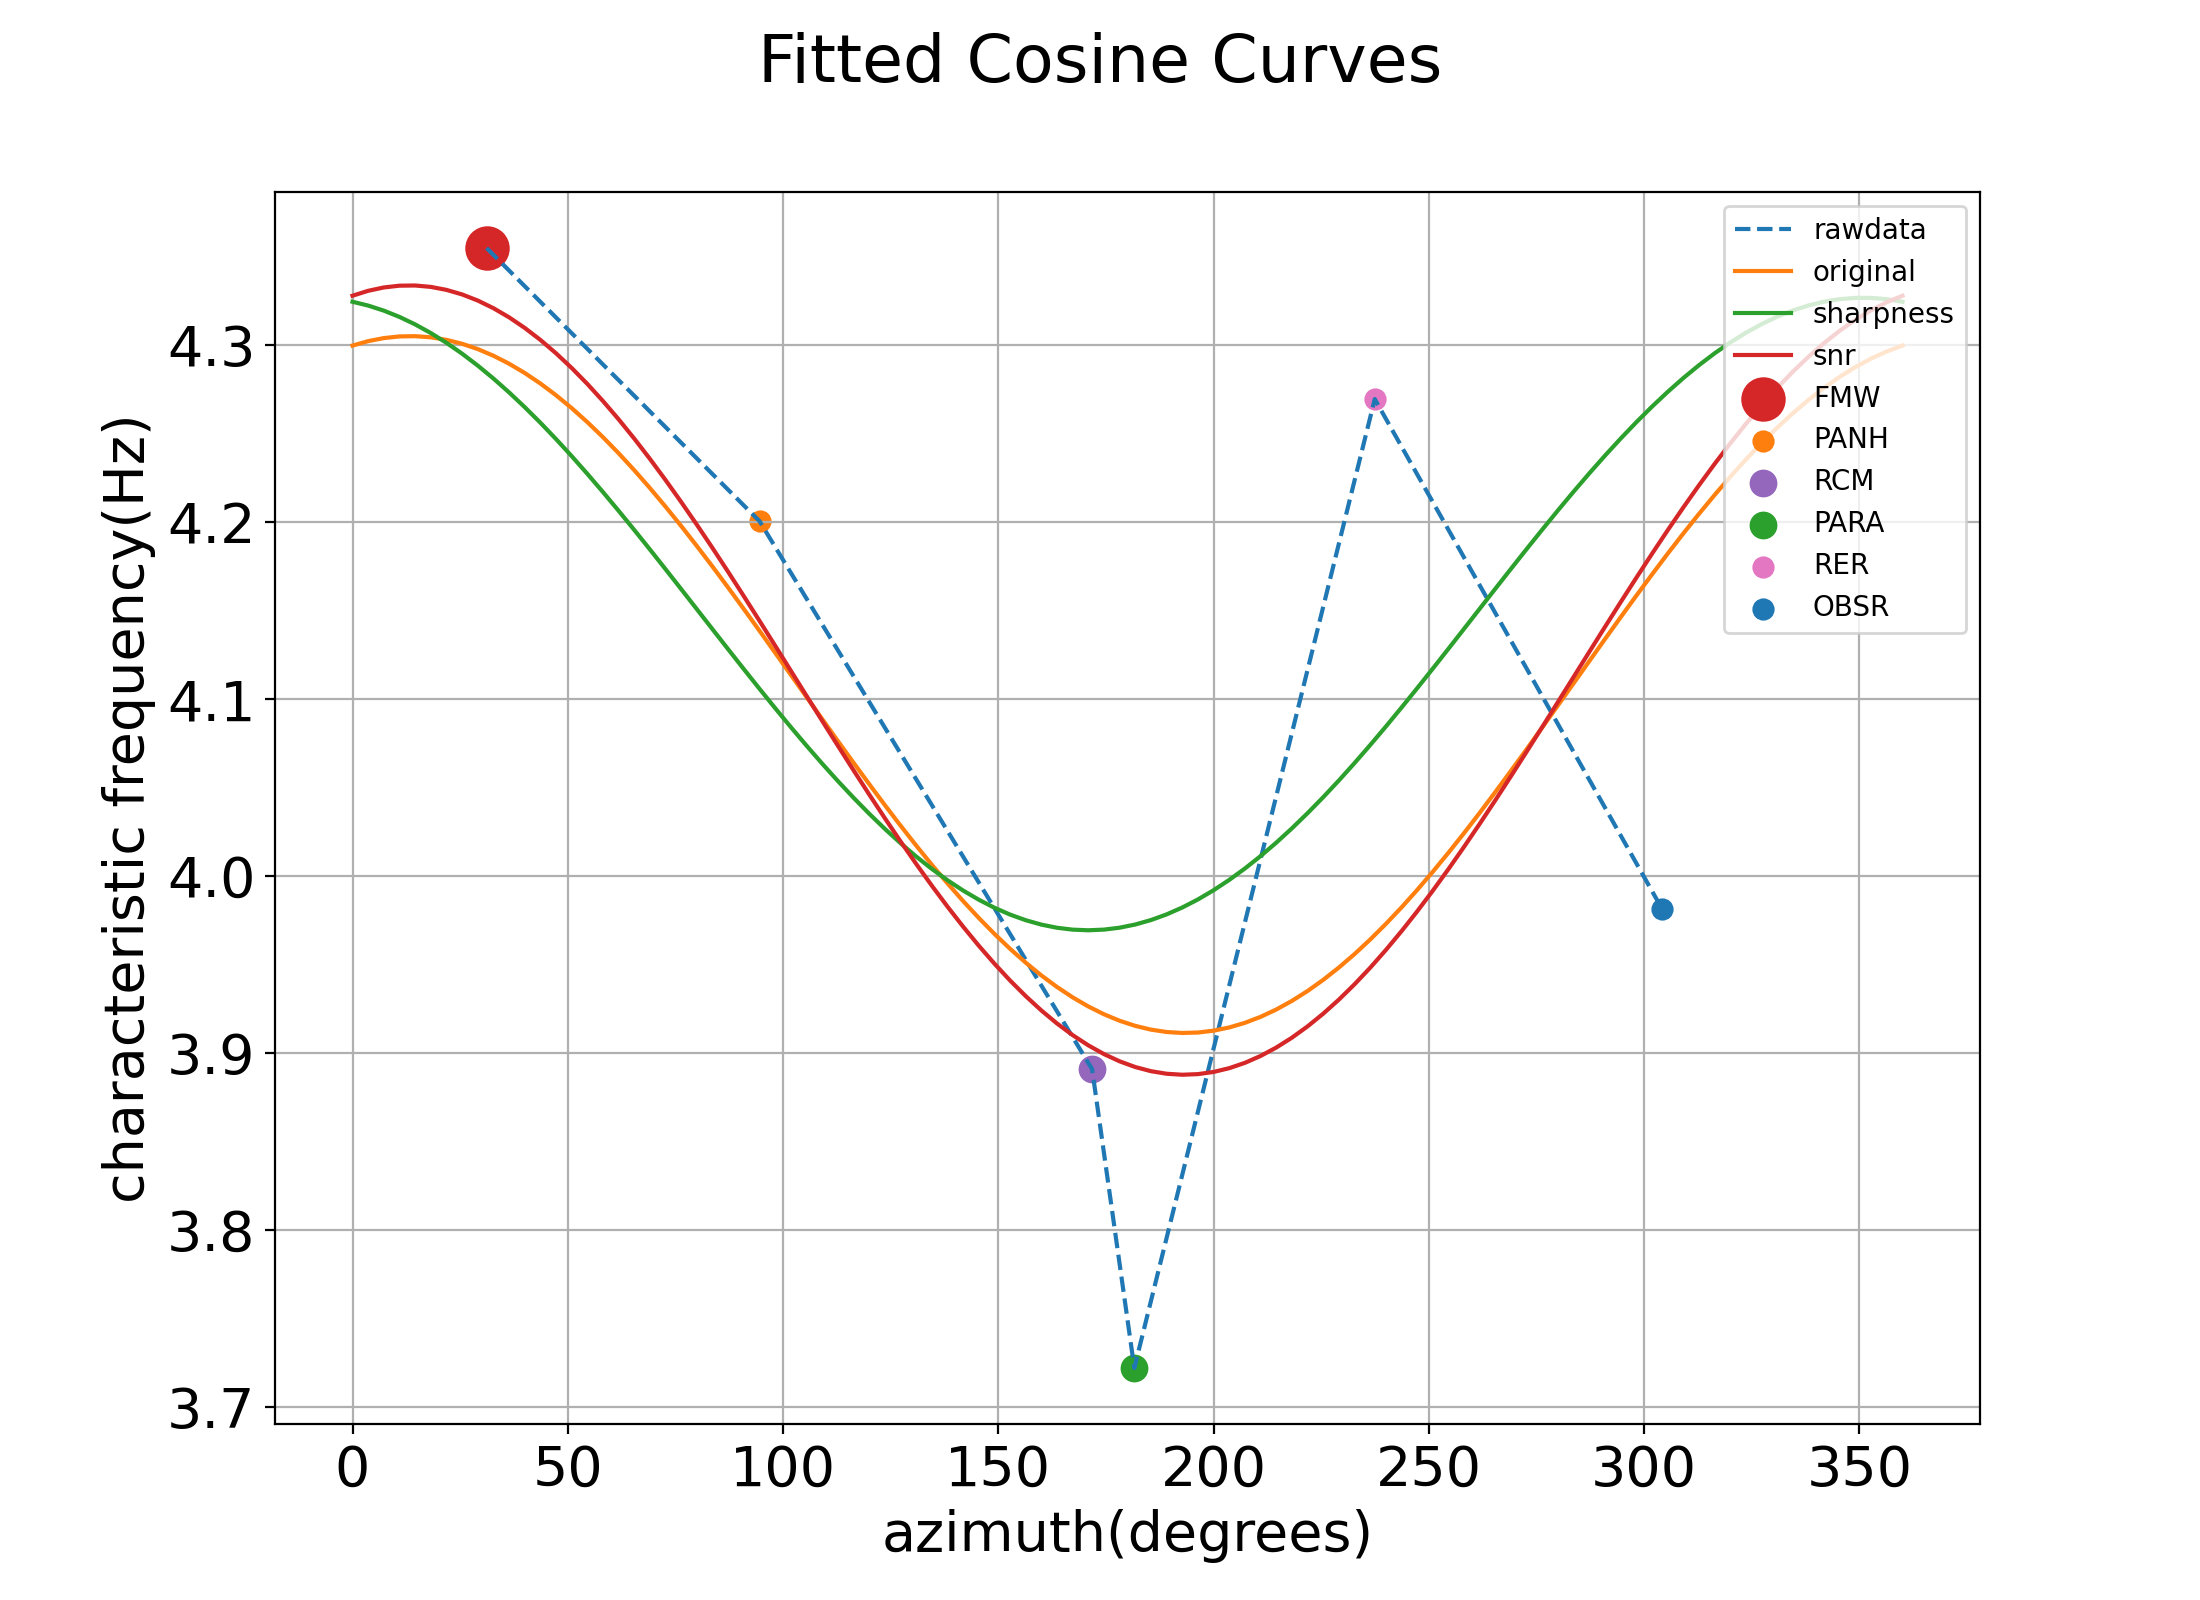 Fitted Cosine Curves
rawdata
original
sharpness
snr
FMW
PANH
RCM
PARA
RER
OBSR
characteristic frequency(Hz)
4.3
4.2
4.1
4.0
3.9
3.8
3.7
0 50 100 150 200 250 300 350
azimuth(degrees)